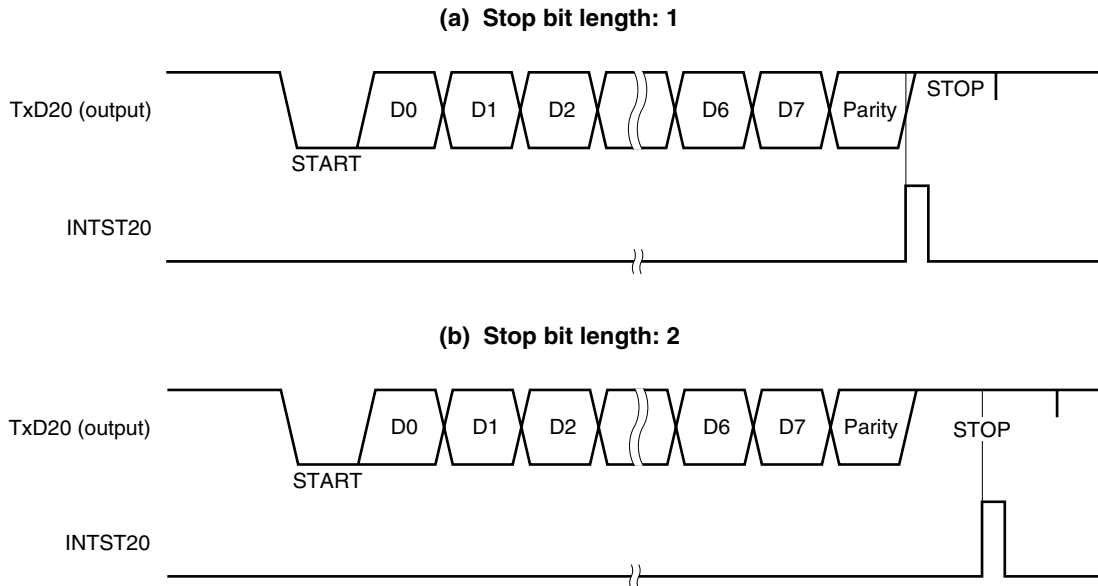 (a) Stop bit length: 1
TxD20 (output)
D0 D1 D2 D6 D7 Parity
STOP
START
INTST20
(b) Stop bit length: 2
TxD20 (output)
D0 D1 D2 D6 D7 Parity
STOP
START
INTST20